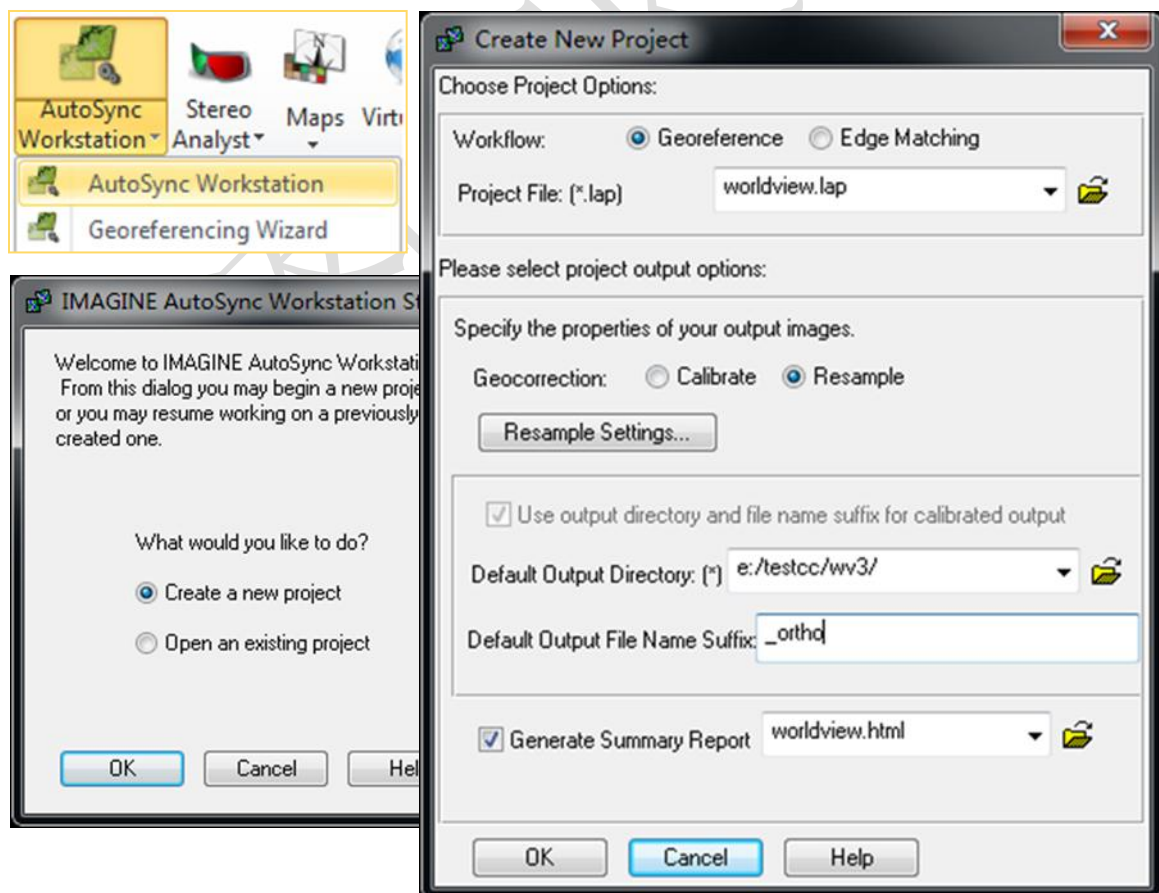 AutoSync Workstation
Stereo Analyst
Maps
AutoSync Workstation
Georeferencing Wizard
IMAGINE AutoSync Workstation
Welcome to IMAGINE AutoSync
From this dialog you may begin a new
or you may resume working on a previously
created one.
What would you like to do?
Create a new project
Open an existing project
OK
Cancel
Create New Project
Choose Project Options:
Workflow: Georeference Edge Matching
Project File: (*.lap) worldview.lap
Please select project output options:
Specify the properties of your output images.
Geocorrection: Calibrate Resample
Resample Settings...
Use output directory and file name suffix for calibrated output
Default Output Directory: (*) e:/testcc/wv3/
Default Output File Name Suffix: _ortho
Generate Summary Report worldview.html
OK Cancel Help